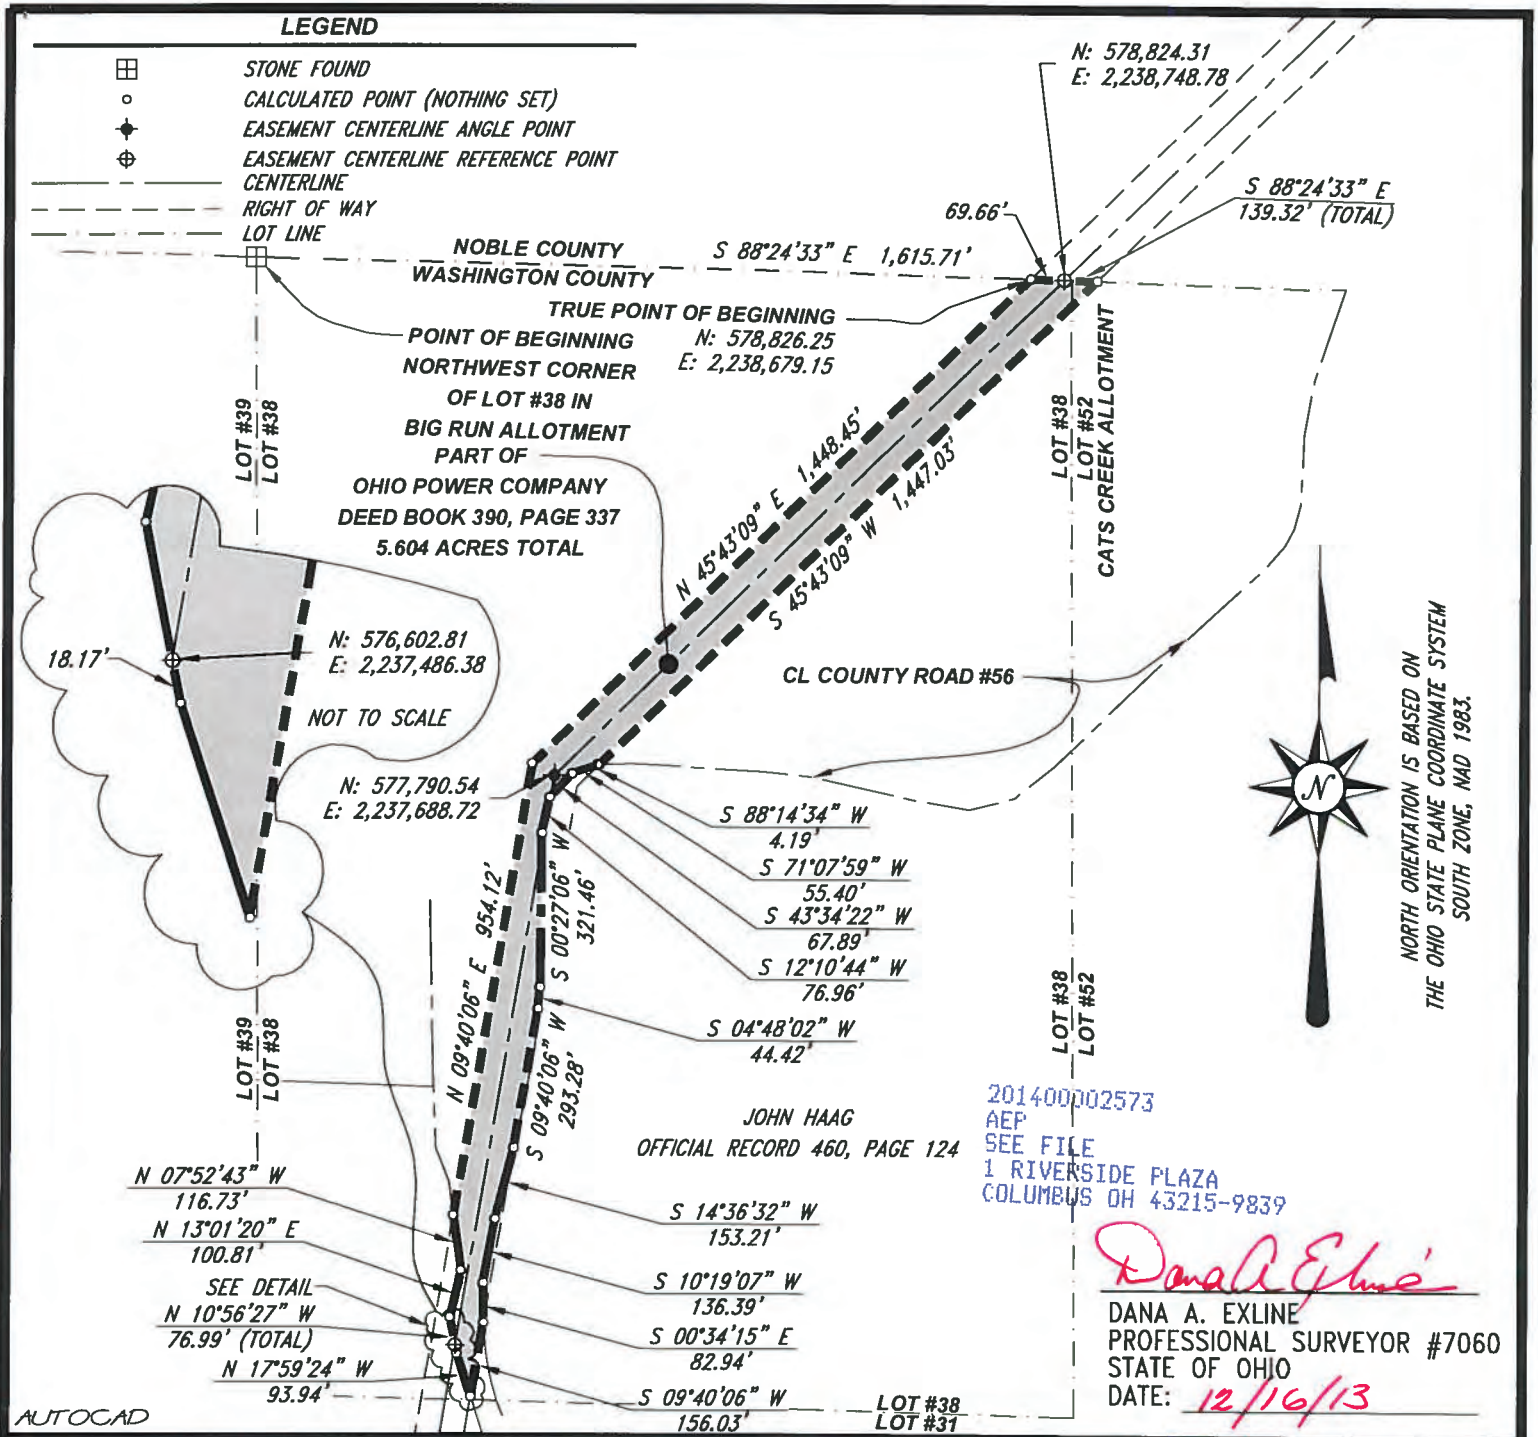 LEGEND
STONE FOUND
CALCULATED POINT (NOTHING SET)
EASEMENT CENTERLINE ANGLE POINT
EASEMENT CENTERLINE REFERENCE POINT
CENTERLINE
RIGHT OF WAY
LOT LINE
N: 578,824.31
E: 2,238,748.78
S 88°24'33" E
139.32' (TOTAL)
69.66'
NOBLE COUNTY
S 88°24'33" E 1,615.71'
WASHINGTON COUNTY
TRUE POINT OF BEGINNING
N: 578,826.25
E: 2,238,679.15
POINT OF BEGINNING
NORTHWEST CORNER
OF LOT #38 IN
BIG RUN ALLOTMENT
PART OF
OHIO POWER COMPANY
DEED BOOK 390, PAGE 337
5.604 ACRES TOTAL
LOT #39
LOT #38
LOT #38
LOT #52
CATS CREEK ALLOTMENT
N 45°43'09" E 1,448.45'
S 45°43'09" W 1,447.03'
18.17'
N: 576,602.81
E: 2,237,486.38
NOT TO SCALE
CL COUNTY ROAD #56
NORTH ORIENTATION IS BASED ON
THE OHIO STATE PLANE COORDINATE SYSTEM
SOUTH ZONE, NAD 1983.
N
N: 577,790.54
E: 2,237,688.72
S 88°14'34" W
4.19'
S 71°07'59" W
55.40'
S 43°34'22" W
67.89'
S 12°10'44" W
76.96'
S 04°48'02" W
44.42'
N 09°40'06" E 954.12'
S 00°27'06" W
321.46'
S 09°40'06" W
293.28'
LOT #39
LOT #38
LOT #38
LOT #52
JOHN HAAG
OFFICIAL RECORD 460, PAGE 124
201400002573
AEP
SEE FILE
1 RIVERSIDE PLAZA
COLUMBUS OH 43215-9839
N 07°52'43" W
116.73'
N 13°01'20" E
100.81'
SEE DETAIL
N 10°56'27" W
76.99' (TOTAL)
N 17°59'24" W
93.94'
S 14°36'32" W
153.21'
S 10°19'07" W
136.39'
S 00°34'15" E
82.94'
S 09°40'06" W
156.03'
LOT #38
LOT #31
Dana A Exline
DANA A. EXLINE
PROFESSIONAL SURVEYOR #7060
STATE OF OHIO
DATE: 12/16/13
AUTOCAD